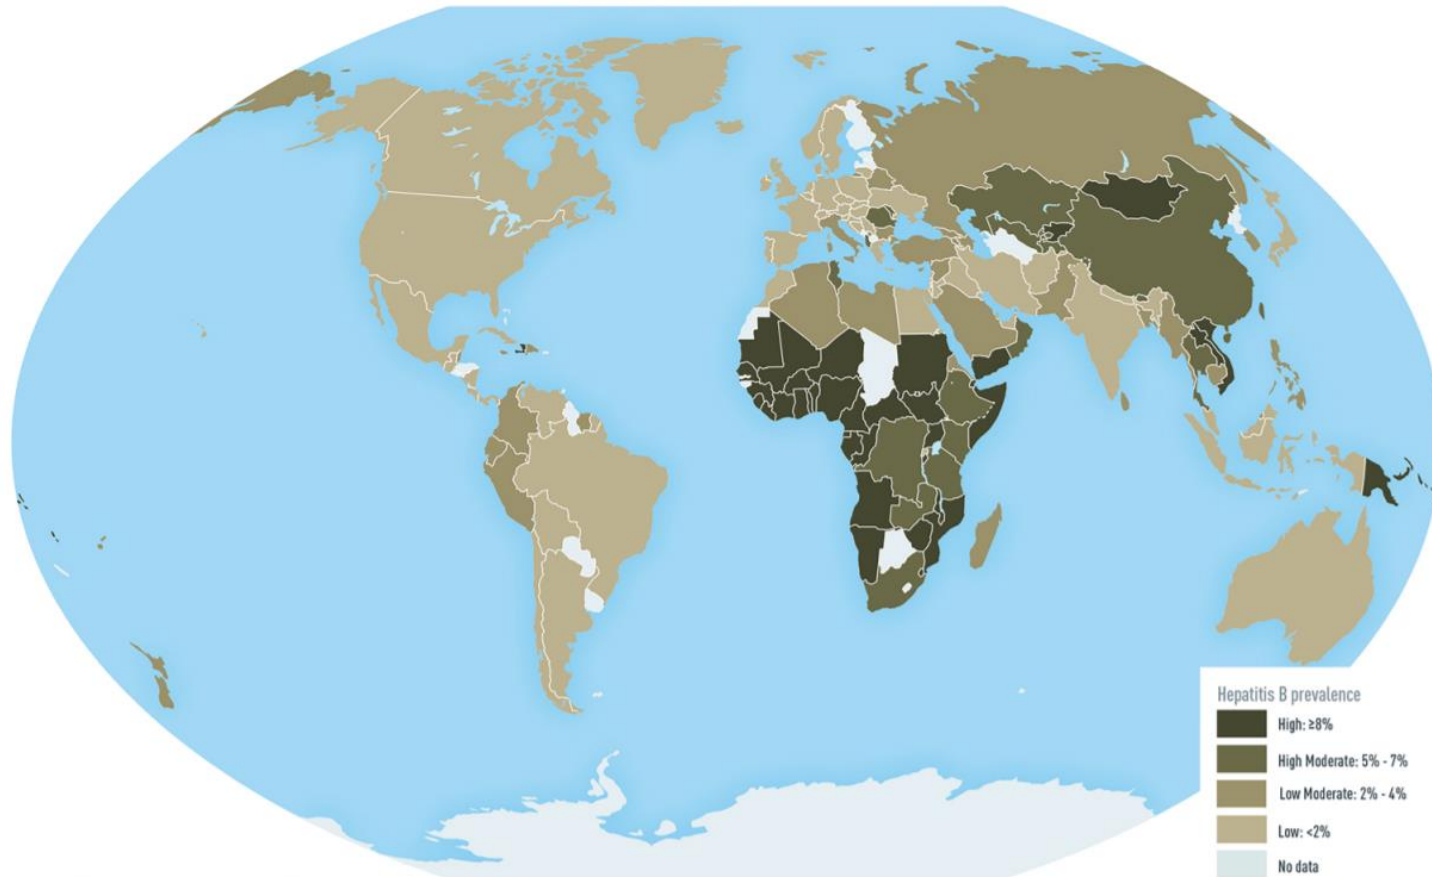 Hepatitis B prevalence
High: ≥8%
High Moderate: 5% - 7%
Low Moderate: 2% - 4%
Low: <2%
No data